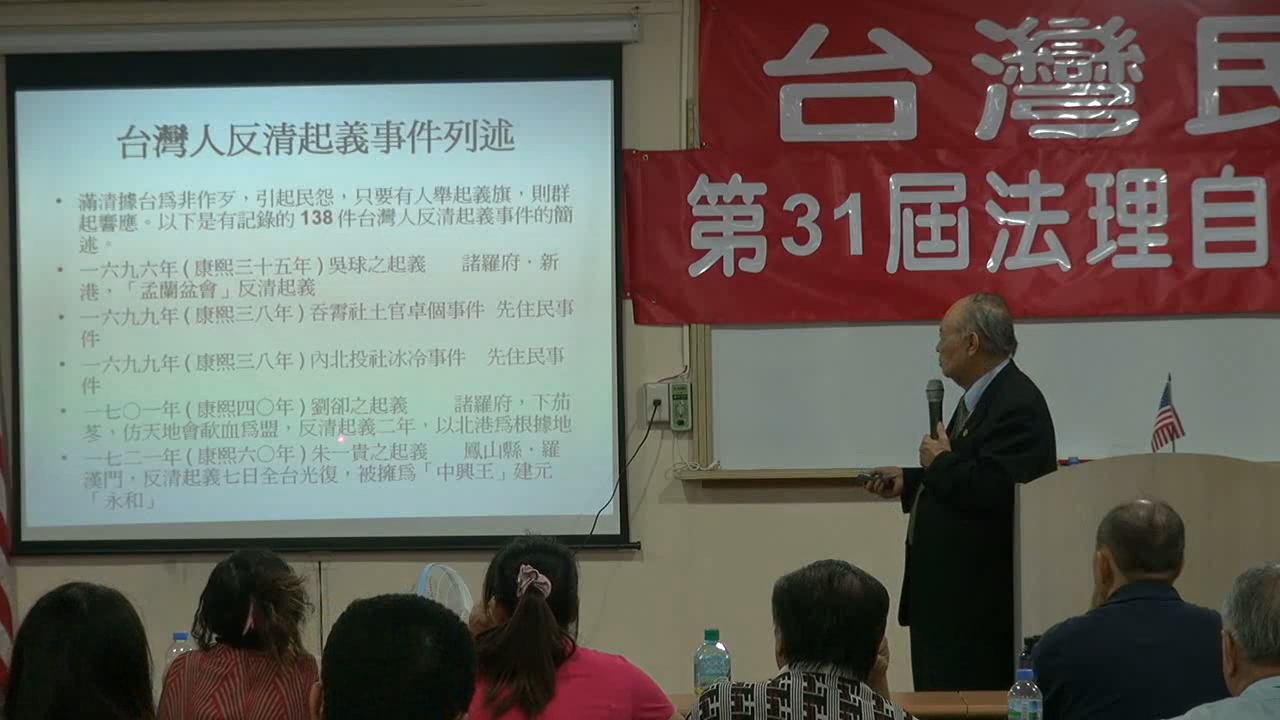 台灣人反清起義事件列述
• 滿清據台為非作歹，引起民怨，只要有人舉起義旗，則群
起響應。以下是有記錄的 138 件台灣人反清起義事件的簡
述。
• 一六九六年 ( 康熙三十五年 ) 吳球之起義　諸羅府．新
港，「孟蘭盆會」反清起義
• 一六九九年 ( 康熙三八年 ) 吞霄社土官卓個事件 先住民事
件
• 一六九九年 ( 康熙三八年 ) 內北投社冰冷事件　先住民事
件
• 一七〇一年 ( 康熙四〇年 ) 劉卻之起義　諸羅府，下茄
苳，仿天地會歃血為盟，反清起義二年，以北港為根據地
• 一七二一年 ( 康熙六〇年 ) 朱一貴之起義　鳳山縣．羅
漢門，反清起義七日全台光復，被擁為「中興王」建元
「永和」
台灣民
第31屆法理自